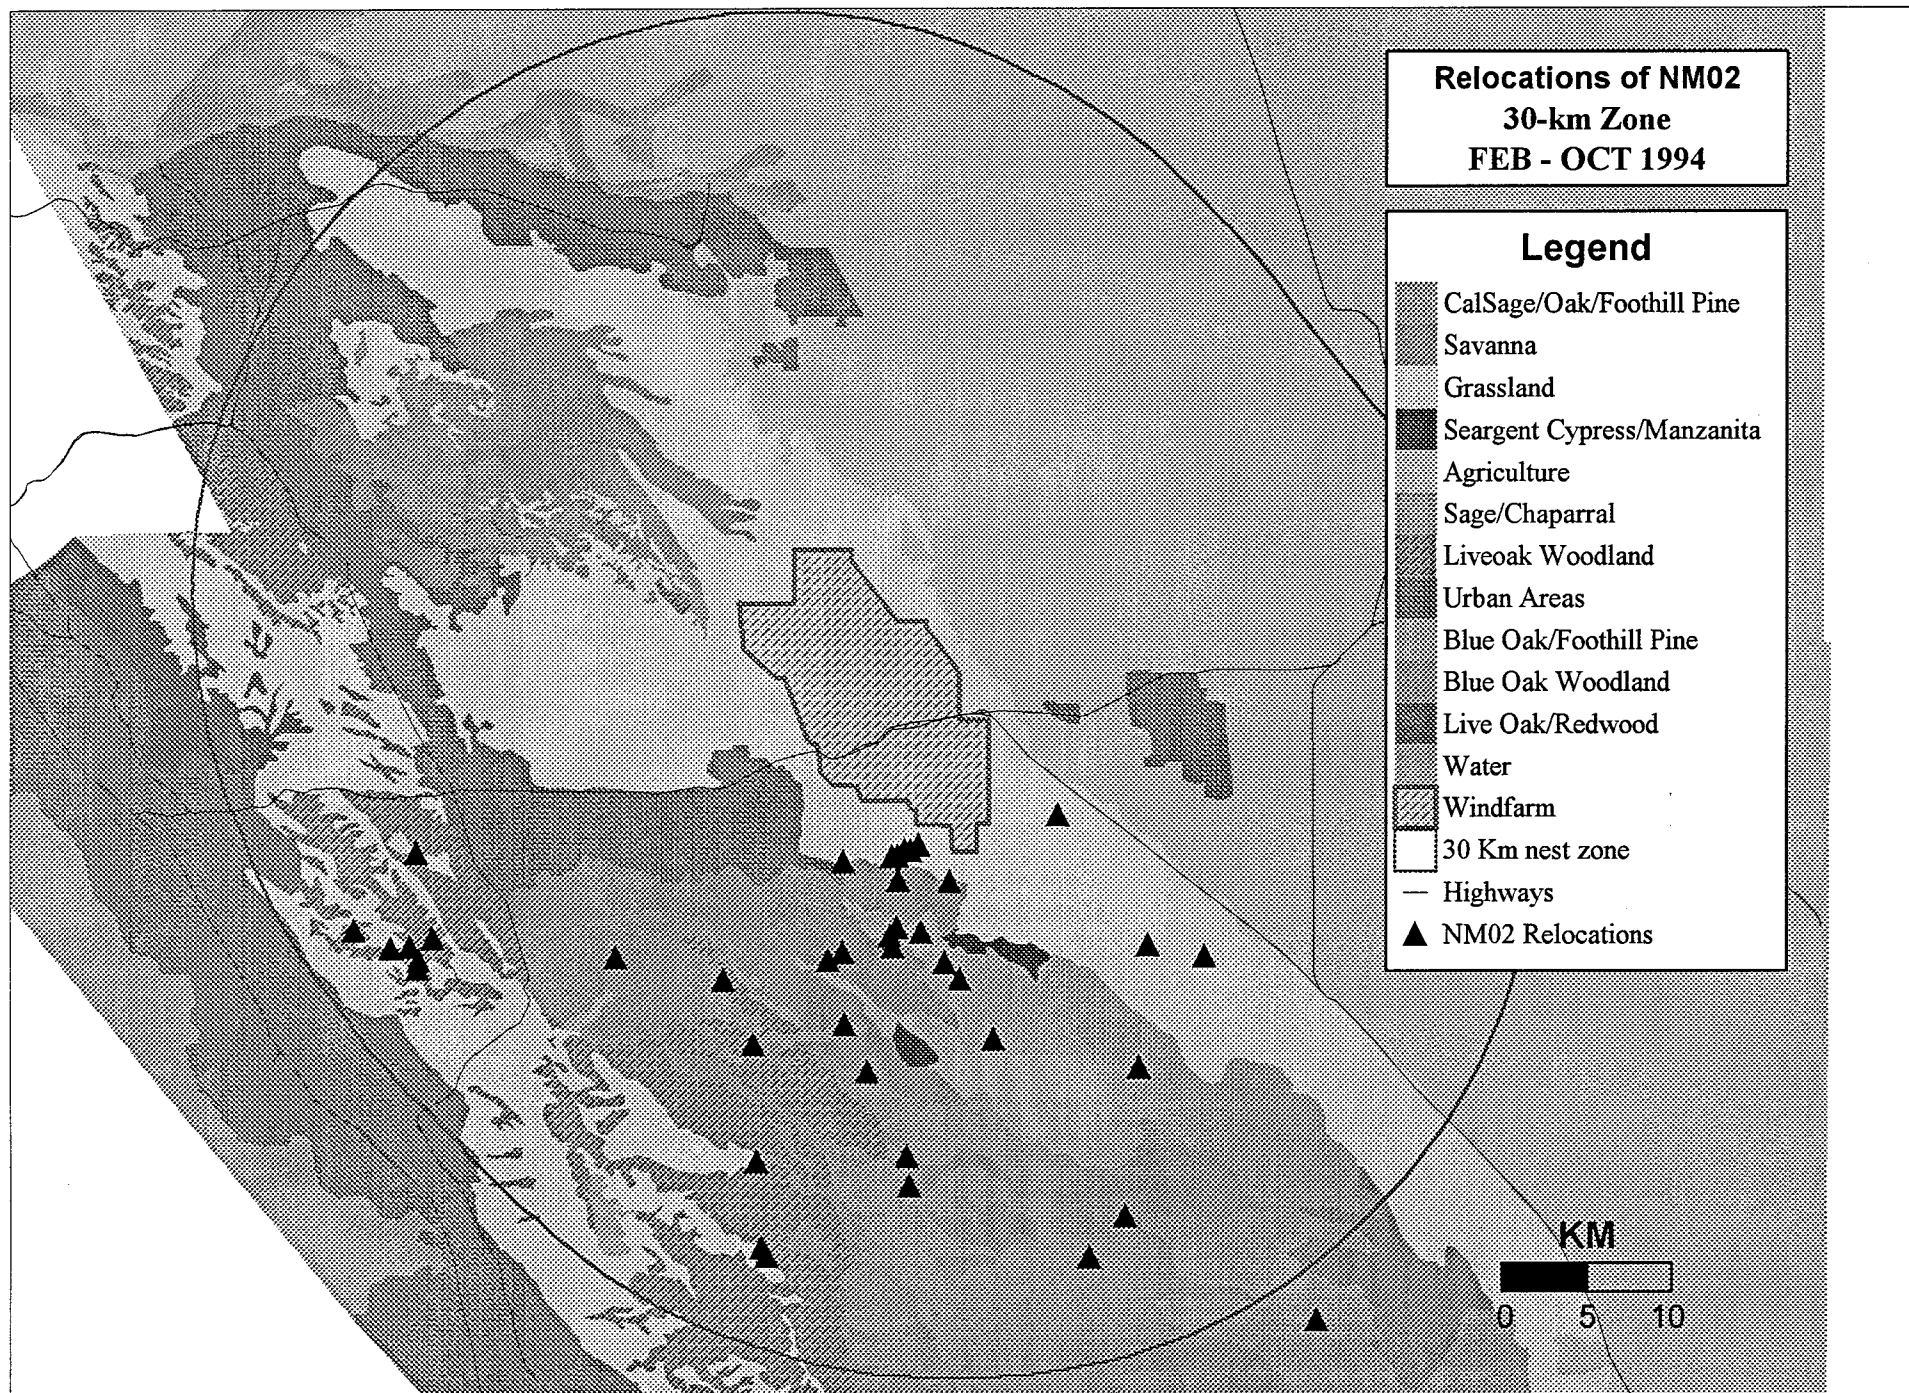 Relocations of NM02
30-km Zone
FEB - OCT 1994
Legend
CalSage/Oak/Foothill Pine
Savanna
Grassland
Seargent Cypress/Manzanita
Agriculture
Sage/Chaparral
Liveoak Woodland
Urban Areas
Blue Oak/Foothill Pine
Blue Oak Woodland
Live Oak/Redwood
Water
Windfarm
30 Km nest zone
Highways
NM02 Relocations
KM
0 5 10